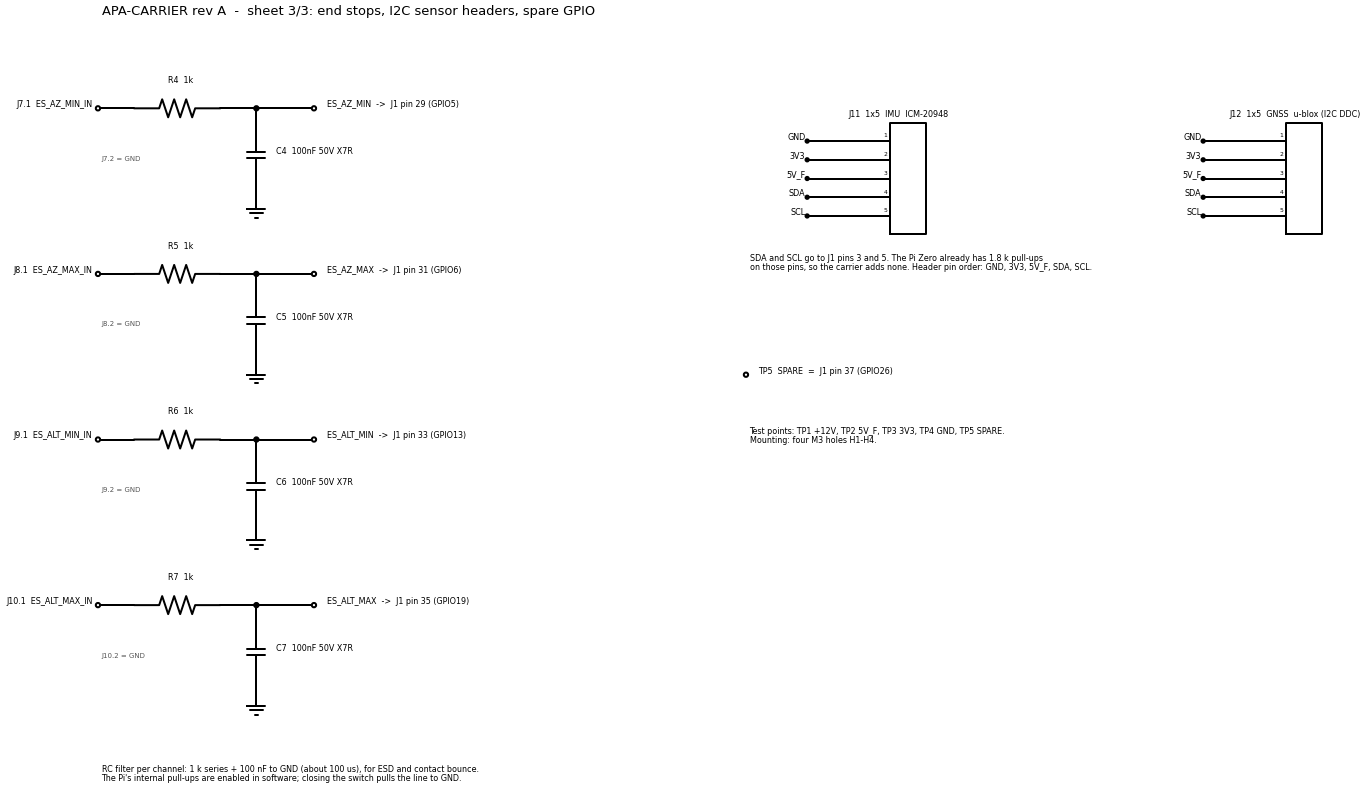 APA-CARRIER rev A - sheet 3/3: end stops, I2C sensor headers, spare GPIO
R4 1k
J7.1 ES_AZ_MIN_IN
ES_AZ_MIN -> J1 pin 29 (GPIO5)
C4 100nF 50V X7R
J7.2 = GND
R5 1k
J8.1 ES_AZ_MAX_IN
ES_AZ_MAX -> J1 pin 31 (GPIO6)
C5 100nF 50V X7R
J8.2 = GND
R6 1k
J9.1 ES_ALT_MIN_IN
ES_ALT_MIN -> J1 pin 33 (GPIO13)
C6 100nF 50V X7R
J9.2 = GND
R7 1k
J10.1 ES_ALT_MAX_IN
ES_ALT_MAX -> J1 pin 35 (GPIO19)
C7 100nF 50V X7R
J10.2 = GND
RC filter per channel: 1 k series + 100 nF to GND (about 100 us), for ESD and contact bounce.
The Pi's internal pull-ups are enabled in software; closing the switch pulls the line to GND.
J11 1x5 IMU ICM-20948
GND 1
3V3 2
5V_F 3
SDA 4
SCL 5
J12 1x5 GNSS u-blox (I2C DDC)
GND 1
3V3 2
5V_F 3
SDA 4
SCL 5
SDA and SCL go to J1 pins 3 and 5. The Pi Zero already has 1.8 k pull-ups
on those pins, so the carrier adds none. Header pin order: GND, 3V3, 5V_F, SDA, SCL.
TP5 SPARE = J1 pin 37 (GPIO26)
Test points: TP1 +12V, TP2 5V_F, TP3 3V3, TP4 GND, TP5 SPARE.
Mounting: four M3 holes H1-H4.